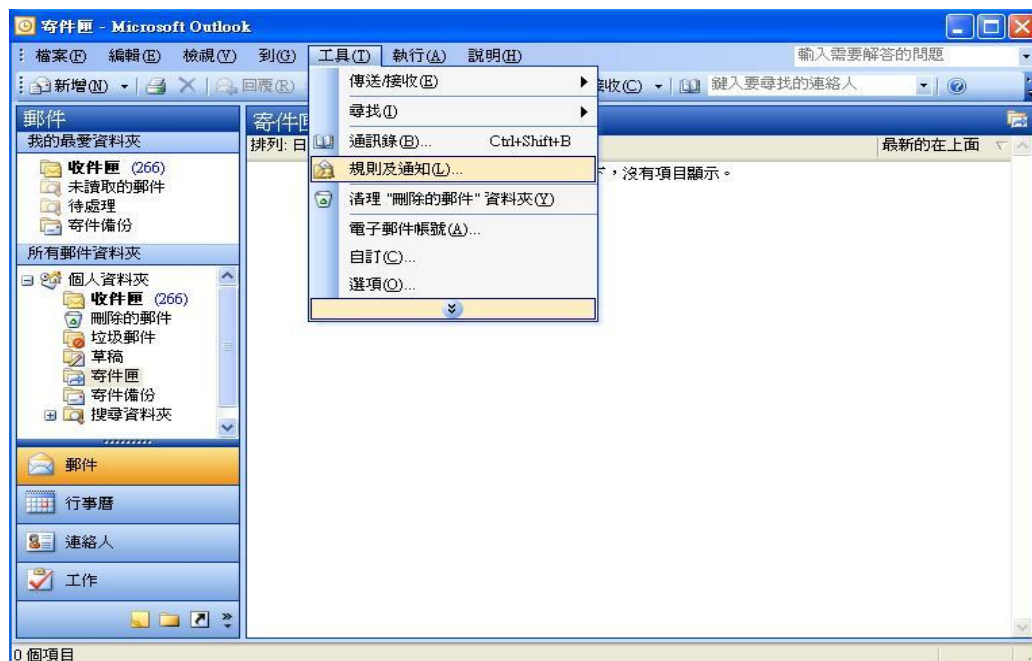 寄件匣 - Microsoft Outlook
檔案(F) 編輯(E) 檢視(V) 到(G) 工具(T) 執行(A) 說明(H) 輸入需要解答的問題
新增(N) 回覆(R) 接收(C) 鍵入要尋找的連絡人
郵件
我的最愛資料夾
收件匣 (266)
未讀取的郵件
待處理
寄件備份
所有郵件資料夾
個人資料夾
收件匣 (266)
刪除的郵件
垃圾郵件
草稿
寄件匣
寄件備份
搜尋資料夾
郵件
行事曆
連絡人
工作
0 個項目
寄件匣
排列: 日 最新的在上面
,沒有項目顯示。
傳送/接收(E)
尋找(I)
通訊錄(B)... Ctrl+Shift+B
規則及通知(L)...
清理 "刪除的郵件" 資料夾(Y)
電子郵件帳號(A)...
自訂(C)...
選項(O)...